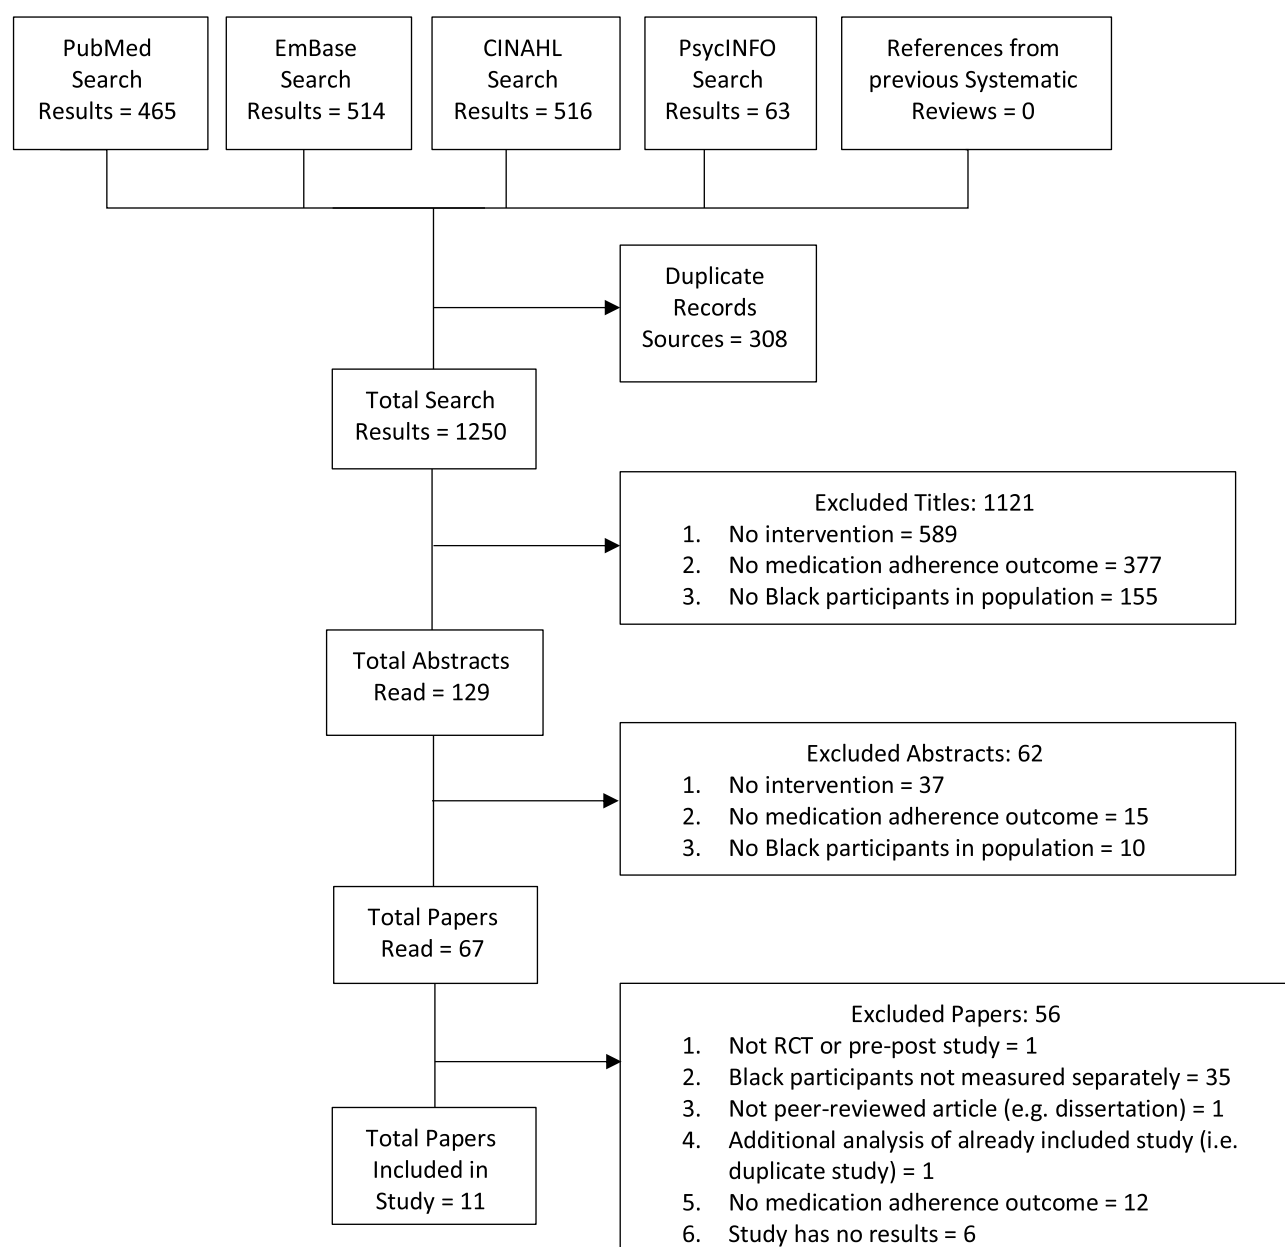 PubMed
Search
Results = 465
EmBase
Search
Results = 514
CINAHL
Search
Results = 516
PsycINFO
Search
Results = 63
References from
previous Systematic
Reviews = 0
Duplicate
Records
Sources = 308
Total Search
Results = 1250
Excluded Titles: 1121
1. No intervention = 589
2. No medication adherence outcome = 377
3. No Black participants in population = 155
Total Abstracts
Read = 129
Excluded Abstracts: 62
1. No intervention = 37
2. No medication adherence outcome = 15
3. No Black participants in population = 10
Total Papers
Read = 67
Excluded Papers: 56
1. Not RCT or pre-post study = 1
2. Black participants not measured separately = 35
3. Not peer-reviewed article (e.g. dissertation) = 1
4. Additional analysis of already included study (i.e.
duplicate study) = 1
5. No medication adherence outcome = 12
6. Study has no results = 6
Total Papers
Included in
Study = 11